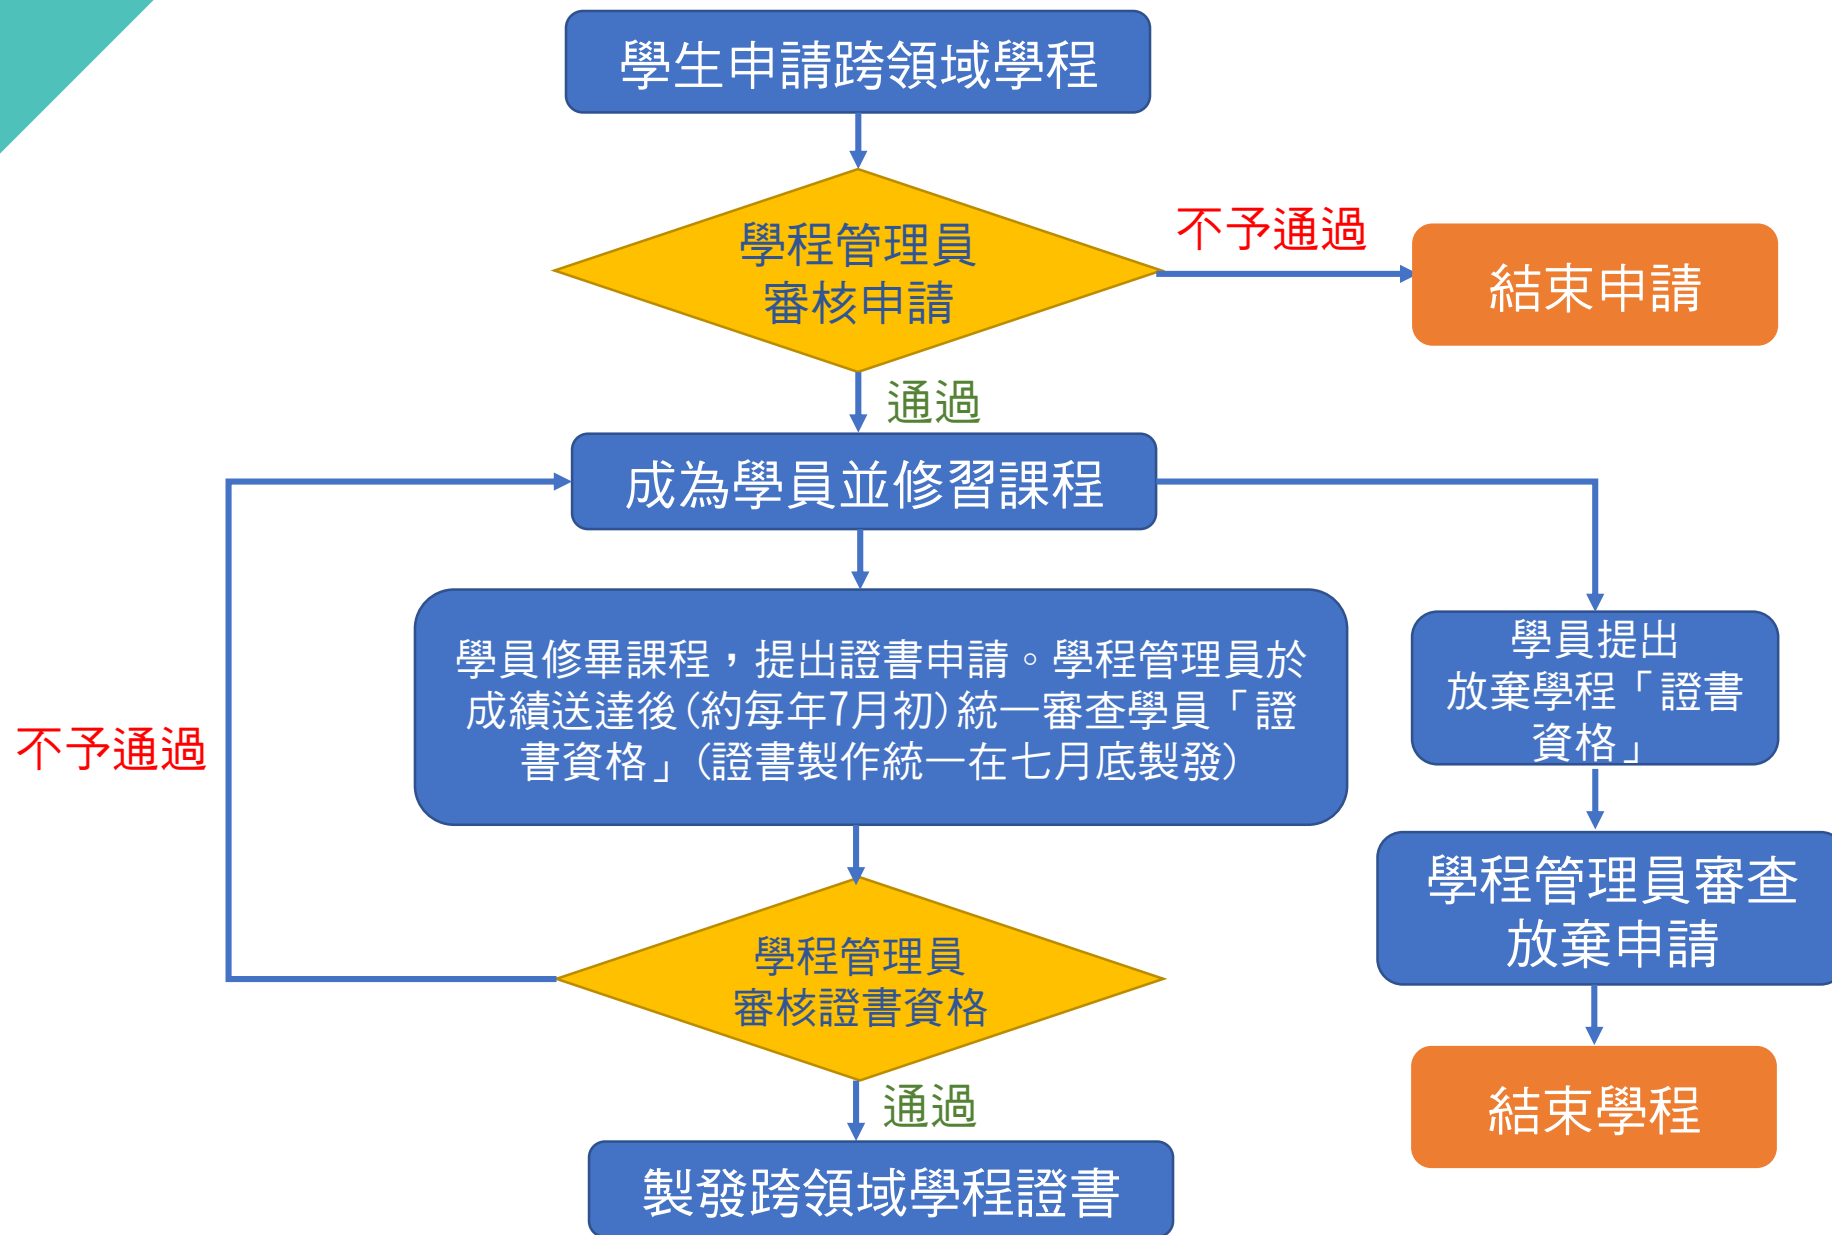 學生申請跨領域學程
學程管理員
審核申請
不予通過
結束申請
通過
成為學員並修習課程
學員修畢課程，提出證書申請。學程管理員於
成績送達後(約每年7月初)統一審查學員「證
書資格」(證書製作統一在七月底製發)
學員提出
放棄學程「證書
資格」
不予通過
學程管理員審查
放棄申請
學程管理員
審核證書資格
結束學程
通過
製發跨領域學程證書